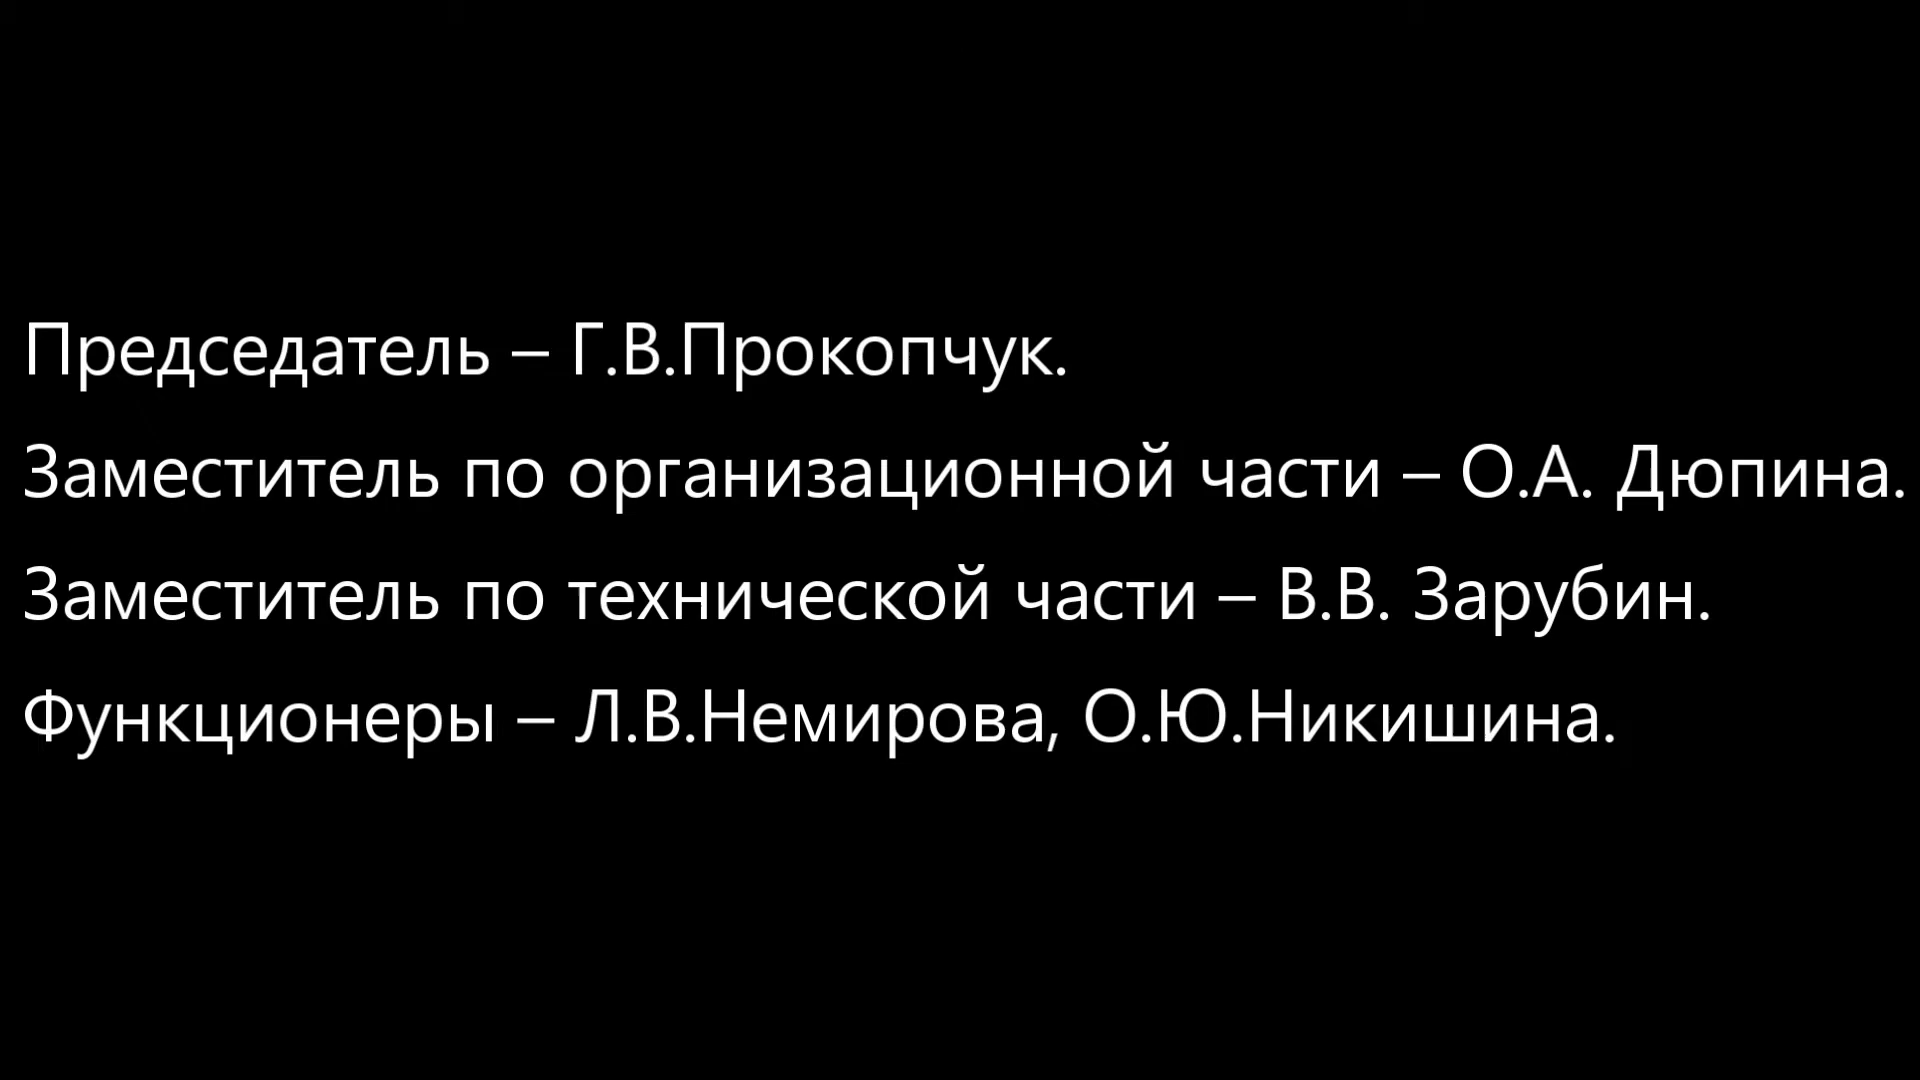 Председатель – Г.В.Прокопчук.
Заместитель по организационной части – О.А. Дюпина.
Заместитель по технической части – В.В. Зарубин.
Функционеры – Л.В.Немирова, О.Ю.Никишина.